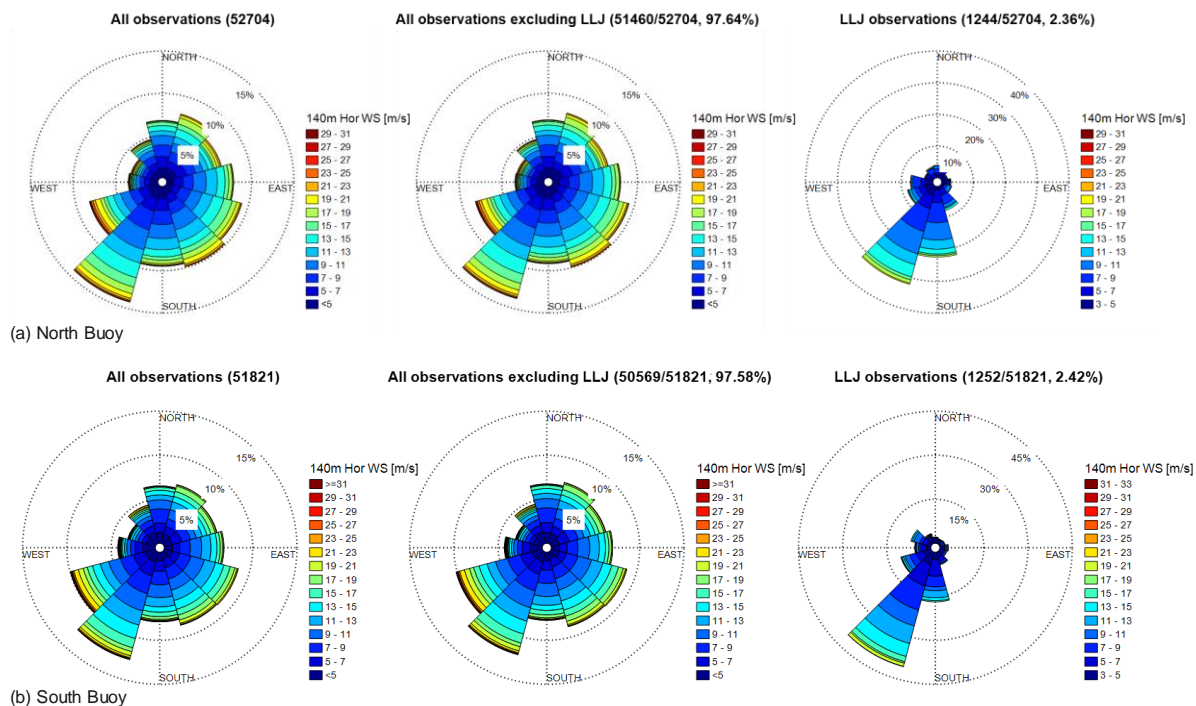 All observations (52704)
All observations excluding LLJ (51460/52704, 97.64%)
LLJ observations (1244/52704, 2.36%)
NORTH
15%
10%
5%
WEST
EAST
SOUTH
140m Hor WS [m/s]
29 - 31
27 - 29
25 - 27
23 - 25
21 - 23
19 - 21
17 - 19
15 - 17
13 - 15
11 - 13
9 - 11
7 - 9
5 - 7
<5
NORTH
15%
10%
5%
WEST
EAST
SOUTH
140m Hor WS [m/s]
29 - 31
27 - 29
25 - 27
23 - 25
21 - 23
19 - 21
17 - 19
15 - 17
13 - 15
11 - 13
9 - 11
7 - 9
5 - 7
<5
NORTH
40%
30%
20%
10%
WEST
EAST
SOUTH
140m Hor WS [m/s]
29 - 31
27 - 29
25 - 27
23 - 25
21 - 23
19 - 21
17 - 19
15 - 17
13 - 15
11 - 13
9 - 11
7 - 9
5 - 7
3 - 5
(a) North Buoy
All observations (51821)
All observations excluding LLJ (50569/51821, 97.58%)
LLJ observations (1252/51821, 2.42%)
NORTH
15%
10%
5%
WEST
EAST
SOUTH
140m Hor WS [m/s]
>=31
29 - 31
27 - 29
25 - 27
23 - 25
21 - 23
19 - 21
17 - 19
15 - 17
13 - 15
11 - 13
9 - 11
7 - 9
5 - 7
<5
NORTH
15%
10%
5%
WEST
EAST
SOUTH
140m Hor WS [m/s]
>=31
29 - 31
27 - 29
25 - 27
23 - 25
21 - 23
19 - 21
17 - 19
15 - 17
13 - 15
11 - 13
9 - 11
7 - 9
5 - 7
<5
NORTH
45%
30%
15%
WEST
EAST
SOUTH
140m Hor WS [m/s]
31 - 33
29 - 31
27 - 29
25 - 27
23 - 25
21 - 23
19 - 21
17 - 19
15 - 17
13 - 15
11 - 13
9 - 11
7 - 9
5 - 7
3 - 5
(b) South Buoy